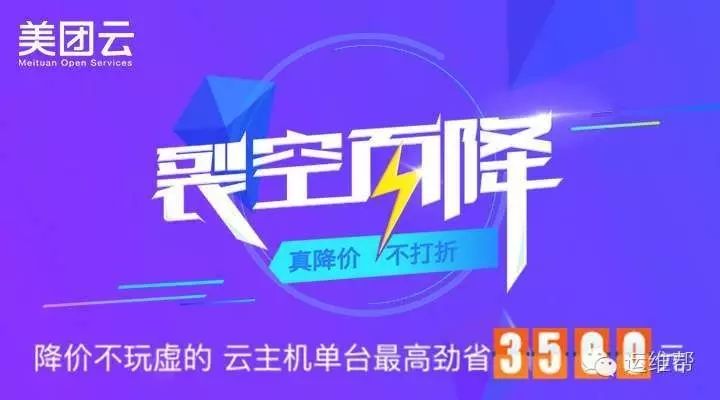 美团云
Meituan Open Services
裂空而降
真降价 不打折
降价不玩虚的 云主机单台最高劲省3500元
运维帮